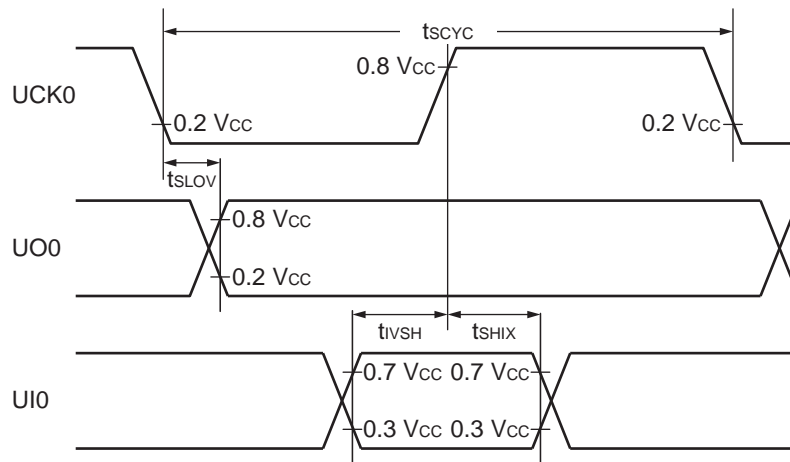 tSCYC
UCK0
0.8 VCC
0.2 VCC
0.2 VCC
tSLOV
UO0
0.8 VCC
0.2 VCC
tIVSH
tSHIX
UI0
0.7 VCC 0.7 VCC
0.3 VCC 0.3 VCC